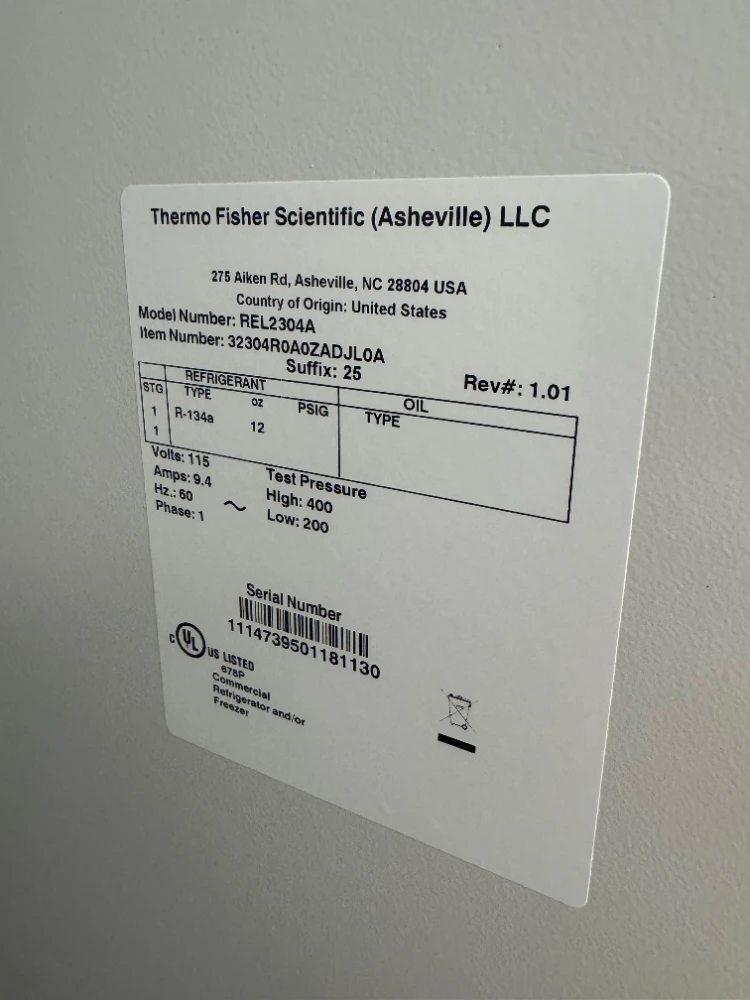 Thermo Fisher Scientific (Asheville) LLC
275 Aiken Rd, Asheville, NC 28804 USA
Country of Origin: United States
Model Number: REL2304A
Item Number: 32304R0A0ZADJL0A
Suffix: 25
Rev#: 1.01
REFRIGERANT OIL
STG TYPE oz PSIG TYPE
1 R-134a 12
1
Volts: 115
Amps: 9.4
Hz.: 60
Phase: 1
~
Test Pressure
High: 400
Low: 200
Serial Number
1114739501181130
C UL US LISTED
678P
Commercial
Refrigerator and/or
Freezer